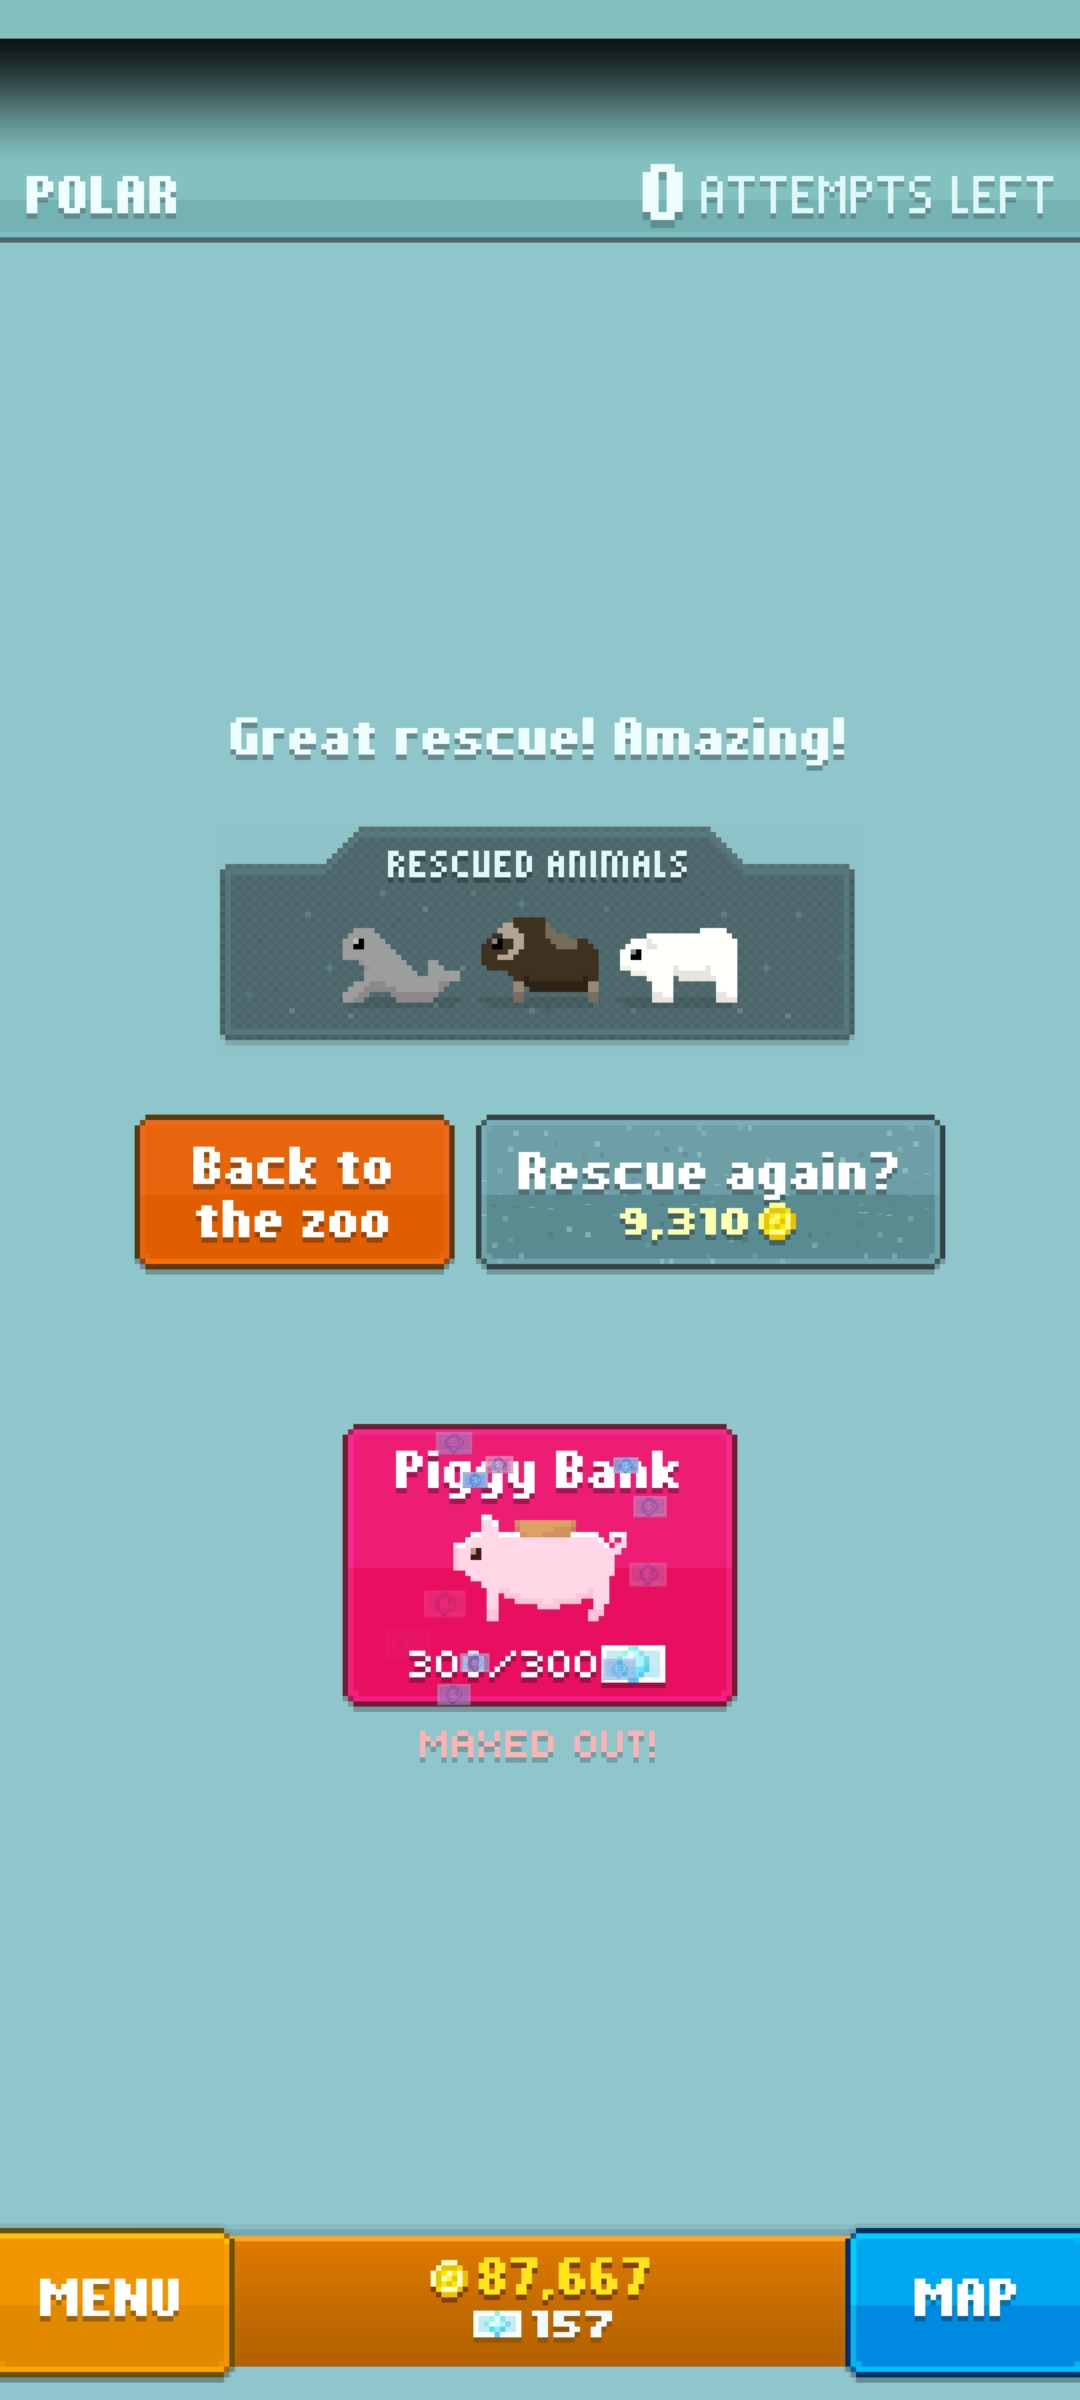 POLAR
0 ATTEMPTS LEFT
Great rescue! Amazing!
RESCUED ANIMALS
Back to
the zoo
Rescue again?
9,310
Piggy Bank
300/300
MAXED OUT!
MENU
87,667
157
MAP